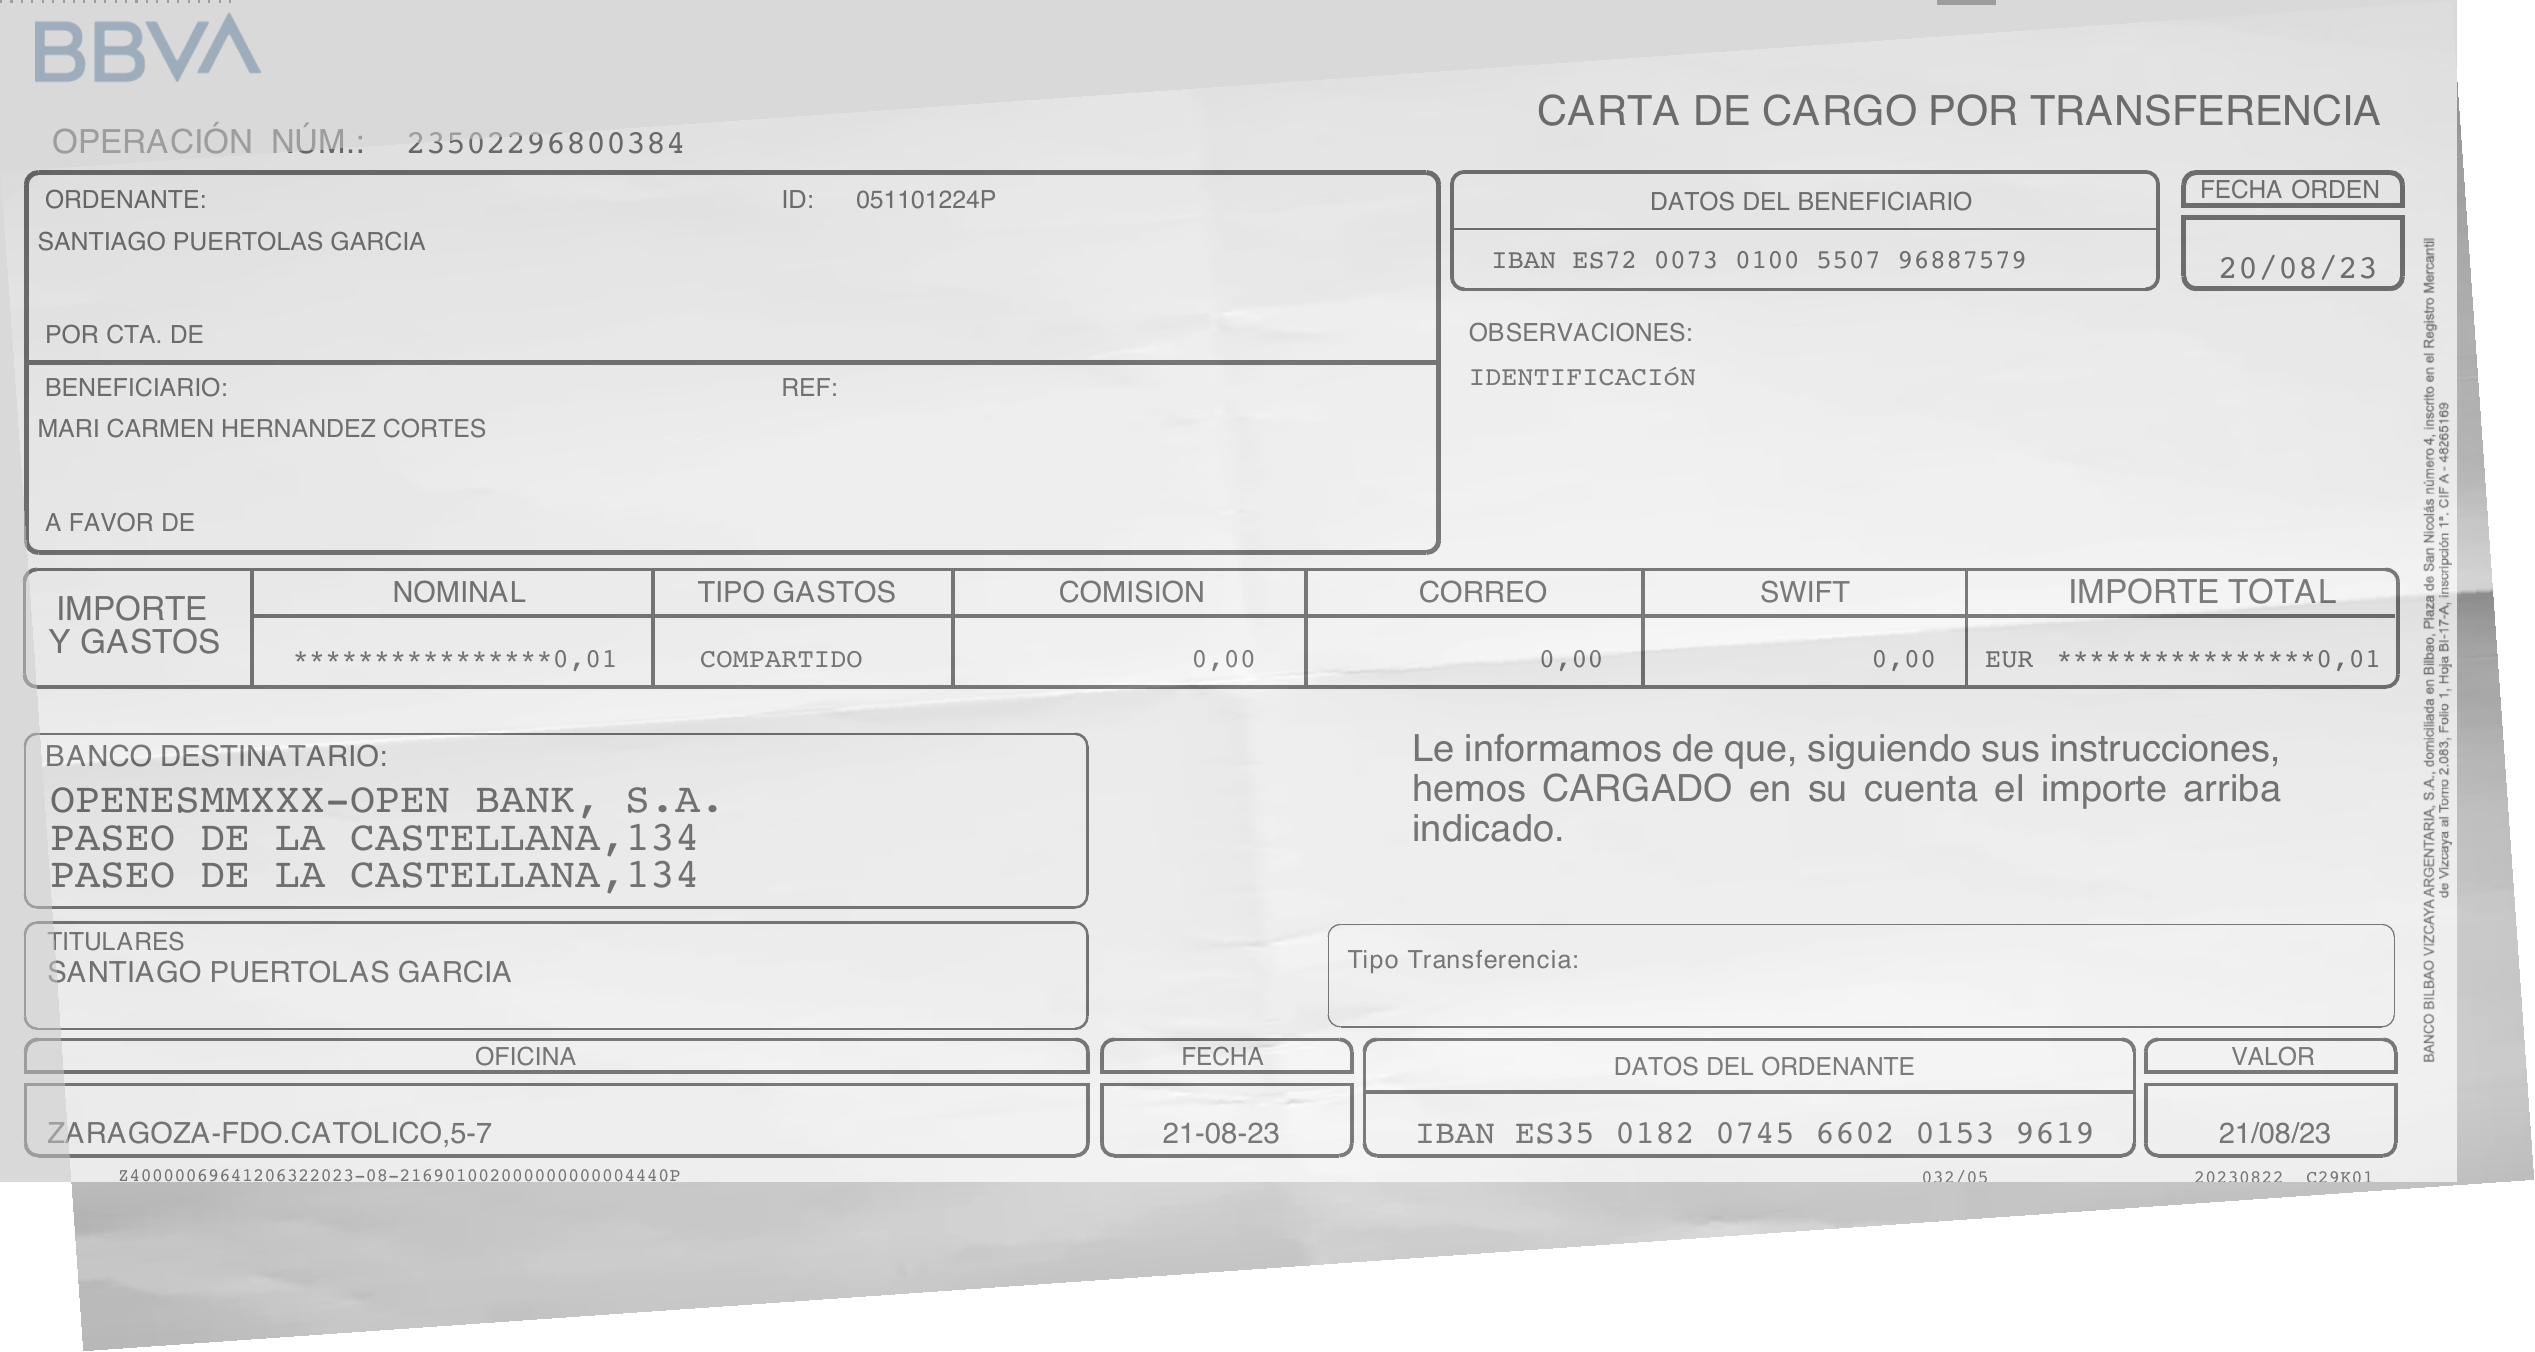 BBVA
CARTA DE CARGO POR TRANSFERENCIA
OPERACIÓN NÚM.: 23502296800384
ORDENANTE: ID: 051101224P
SANTIAGO PUERTOLAS GARCIA
POR CTA. DE
BENEFICIARIO: REF:
MARI CARMEN HERNANDEZ CORTES
A FAVOR DE
DATOS DEL BENEFICIARIO
IBAN ES72 0073 0100 5507 96887579
FECHA ORDEN
20/08/23
OBSERVACIONES:
IDENTIFICACIóN
IMPORTE
Y GASTOS
NOMINAL TIPO GASTOS COMISION CORREO SWIFT IMPORTE TOTAL
****************0,01 COMPARTIDO 0,00 0,00 0,00 EUR ****************0,01
BANCO DESTINATARIO:
OPENESMMXXX-OPEN BANK, S.A.
PASEO DE LA CASTELLANA,134
PASEO DE LA CASTELLANA,134
Le informamos de que, siguiendo sus instrucciones,
hemos CARGADO en su cuenta el importe arriba
indicado.
TITULARES
SANTIAGO PUERTOLAS GARCIA
Tipo Transferencia:
OFICINA
ZARAGOZA-FDO.CATOLICO,5-7
FECHA
21-08-23
DATOS DEL ORDENANTE
IBAN ES35 0182 0745 6602 0153 9619
VALOR
21/08/23
Z40000069641206322023-08-21690100200000000000444​0P
032/05
20230822 C29K01
BANCO BILBAO VIZCAYA ARGENTARIA, S.A., domiciliada en Bilbao, Plaza de San Nicolás número 4, inscrito en el Registro Mercantil
de Vizcaya al Tomo 2.083, Folio 1, Hoja BI-17-A, inscripción 1ª. CIF A - 48265169